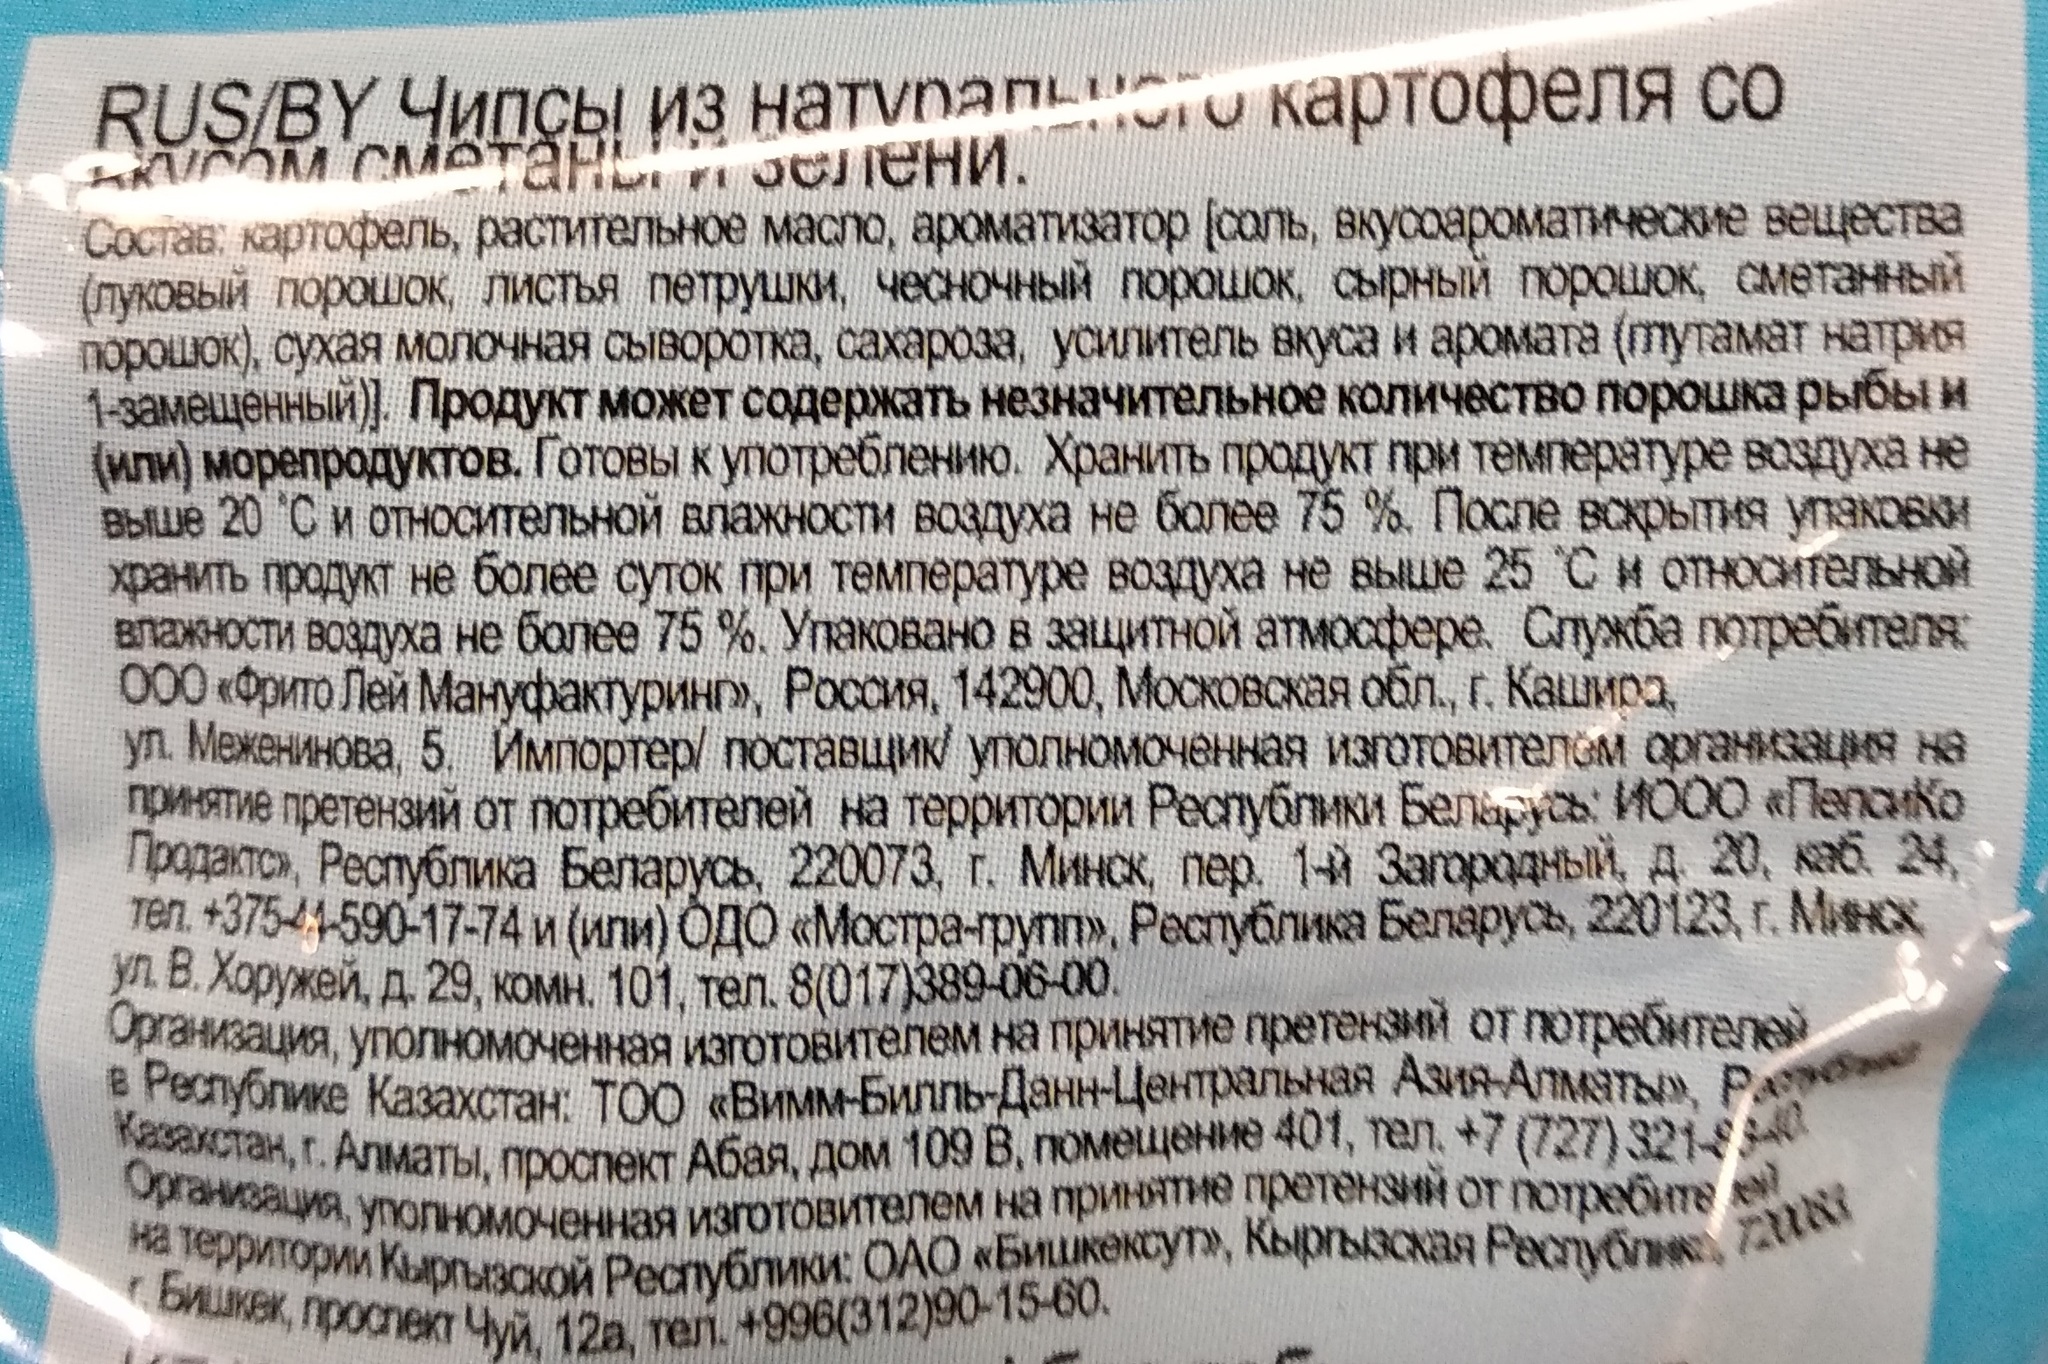 RUS/BY Чипсы из натурального картофеля со
вкусом сметаны и зелени.
Состав: картофель, растительное масло, ароматизатор [соль, вкусоароматические вещества
(луковый порошок, листья петрушки, чесночный порошок, сырный порошок, сметанный
порошок), сухая молочная сыворотка, сахароза, усилитель вкуса и аромата (глутамат натрия
1-замещенный)]. Продукт может содержать незначительное количество порошка рыбы и
(или) морепродуктов. Готовы к употреблению. Хранить продукт при температуре воздуха не
выше 20 °C и относительной влажности воздуха не более 75 %. После вскрытия упаковки
хранить продукт не более суток при температуре воздуха не выше 25 °C и относительной
влажности воздуха не более 75 %. Упаковано в защитной атмосфере. Служба потребителя:
ООО «Фрито Лей Мануфактуринг», Россия, 142900, Московская обл., г. Кашира,
ул. Меженинова, 5. Импортер/ поставщик/ уполномоченная изготовителем организация на
принятие претензий от потребителей на территории Республики Беларусь: ИООО «ПепсиКо
Продактс», Республика Беларусь, 220073, г. Минск, пер. 1-й Загородный, д. 20, каб. 24,
тел. +375-44-590-17-74 и (или) ОДО «Мостра-групп», Республика Беларусь, 220123, г. Минск,
ул. В. Хоружей, д. 29, комн. 101, тел. 8(017)389-06-00.
Организация, уполномоченная изготовителем на принятие претензий от потребителей
в Республике Казахстан: ТОО «Вимм-Билль-Данн-Центральная Азия-Алматы», Республика
Казахстан, г. Алматы, проспект Абая, дом 109 В, помещение 401, тел. +7 (727)
Организация, уполномоченная изготовителем на принятие претензий от потребителей
на территории Кыргызской Республики: ОАО «Бишкексут», Кыргызская Республика,
г. Бишкек, проспект Чуй, 12а, тел. +996(312)90-15-60.